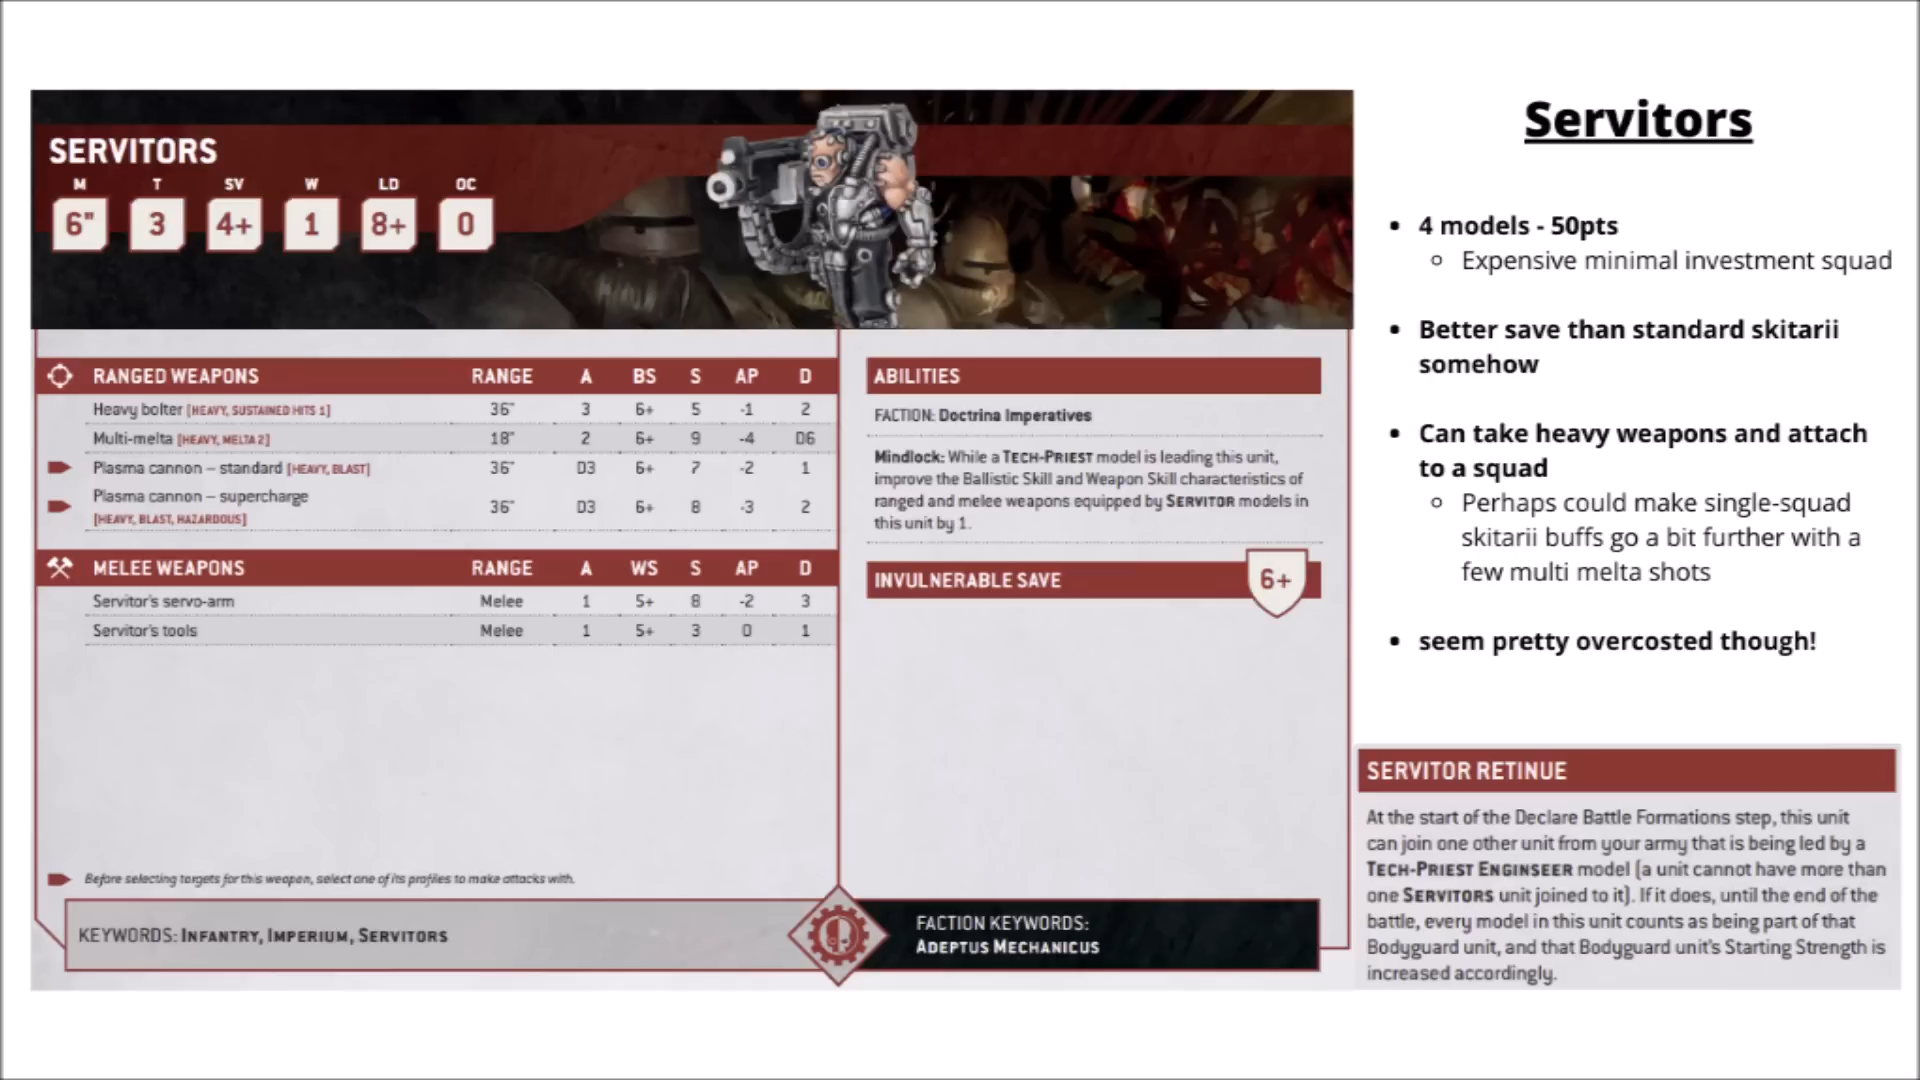 SERVITORS
M T SV W LD OC
6" 3 4+ 1 8+ 0
RANGED WEAPONS RANGE A BS S AP D
Heavy bolter [HEAVY, SUSTAINED HITS 1] 36" 3 6+ 5 -1 2
Multi-melta [HEAVY, MELTA 2] 18" 2 6+ 9 -4 D6
Plasma cannon – standard [HEAVY, BLAST] 36" D3 6+ 7 -2 1
Plasma cannon – supercharge
[HEAVY, BLAST, HAZARDOUS] 36" D3 6+ 8 -3 2
MELEE WEAPONS RANGE A WS S AP D
Servitor's servo-arm Melee 1 5+ 8 -2 3
Servitor's tools Melee 1 5+ 3 0 1
Before selecting targets for this weapon, select one of its profiles to make attacks with.
KEYWORDS: INFANTRY, IMPERIUM, SERVITORS
ABILITIES
FACTION: Doctrina Imperatives
Mindlock: While a TECH-PRIEST model is leading this unit,
improve the Ballistic Skill and Weapon Skill characteristics of
ranged and melee weapons equipped by SERVITOR models in
this unit by 1.
INVULNERABLE SAVE 6+
FACTION KEYWORDS:
ADEPTUS MECHANICUS
Servitors
• 4 models - 50pts
○ Expensive minimal investment squad
• Better save than standard skitarii
somehow
• Can take heavy weapons and attach
to a squad
○ Perhaps could make single-squad
skitarii buffs go a bit further with a
few multi melta shots
• seem pretty overcosted though!
SERVITOR RETINUE
At the start of the Declare Battle Formations step, this unit
can join one other unit from your army that is being led by a
TECH-PRIEST ENGINSEER model (a unit cannot have more than
one SERVITORS unit joined to it). If it does, until the end of the
battle, every model in this unit counts as being part of that
Bodyguard unit, and that Bodyguard unit's Starting Strength is
increased accordingly.